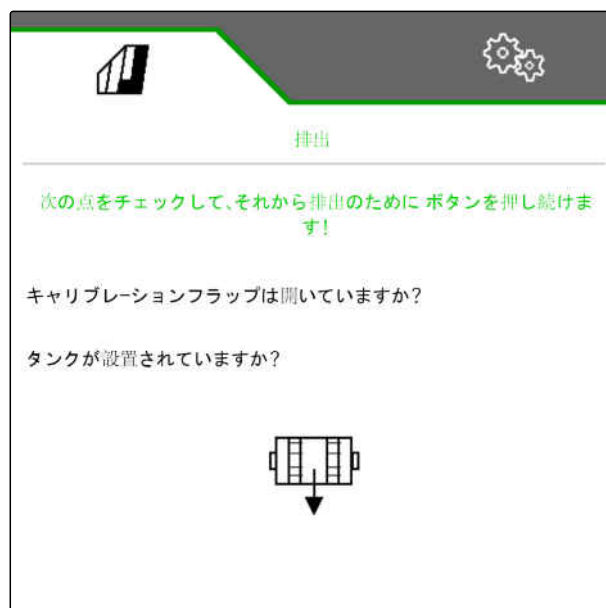 排出
次の点をチェックして、それから排出のために ボタンを押し続けま
す!
キャリブレーションフラップは開いていますか?
タンクが設置されていますか?